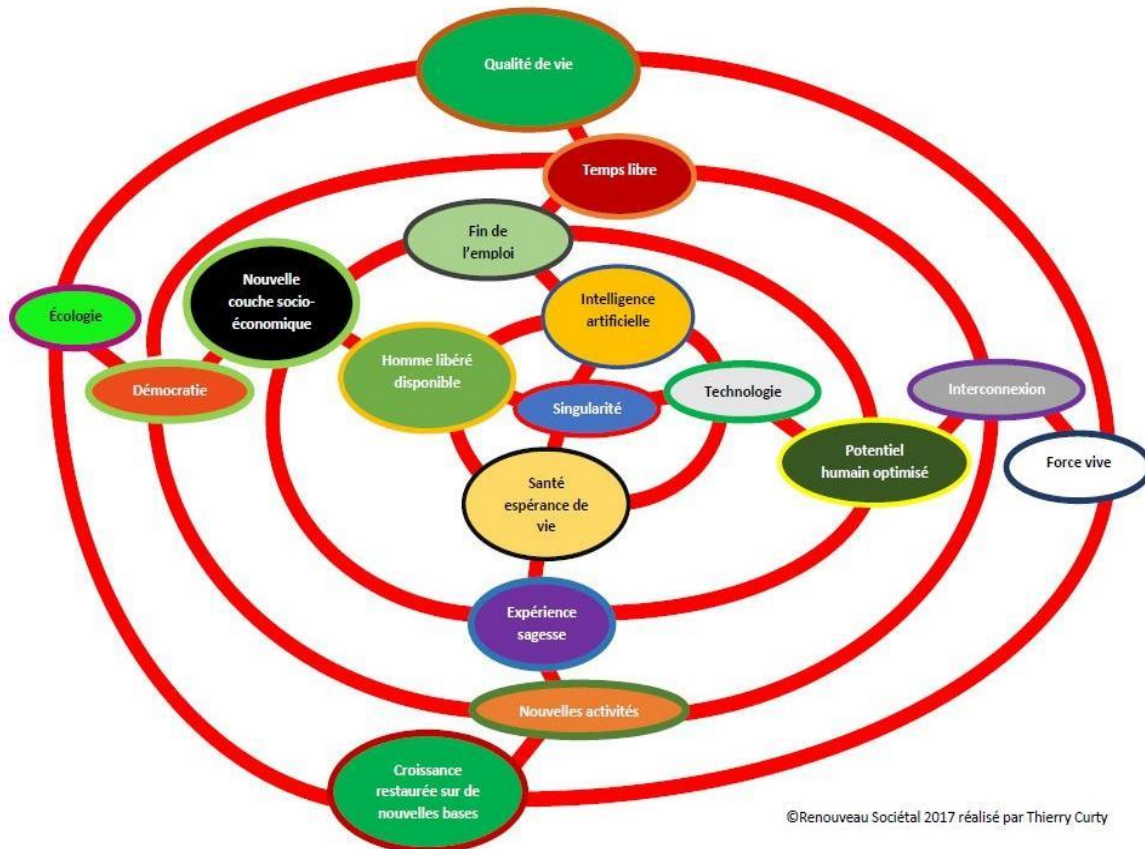 Qualité de vie
Temps libre
Fin de
l'emploi
Nouvelle
couche socio-
économique
Intelligence
artificielle
Écologie
Homme libéré
disponible
Démocratie
Singularité
Technologie
Interconnexion
Potentiel
humain optimisé
Force vive
Santé
espérance de
vie
Expérience
sagesse
Nouvelles activités
Croissance
restaurée sur de
nouvelles bases
©Renouveau Sociétal 2017 réalisé par Thierry Curty